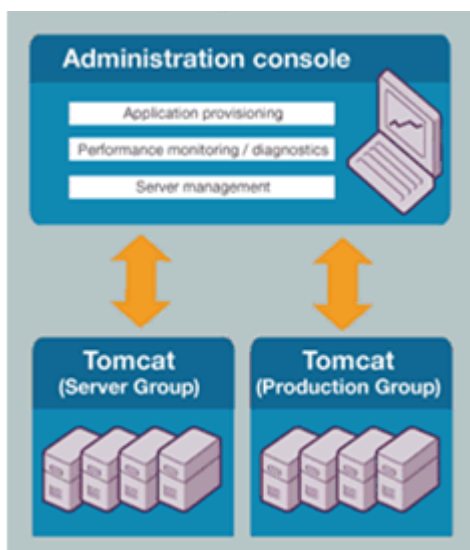 Administration console
Application provisioning
Performance monitoring / diagnostics
Server management
Tomcat
(Server Group)
Tomcat
(Production Group)